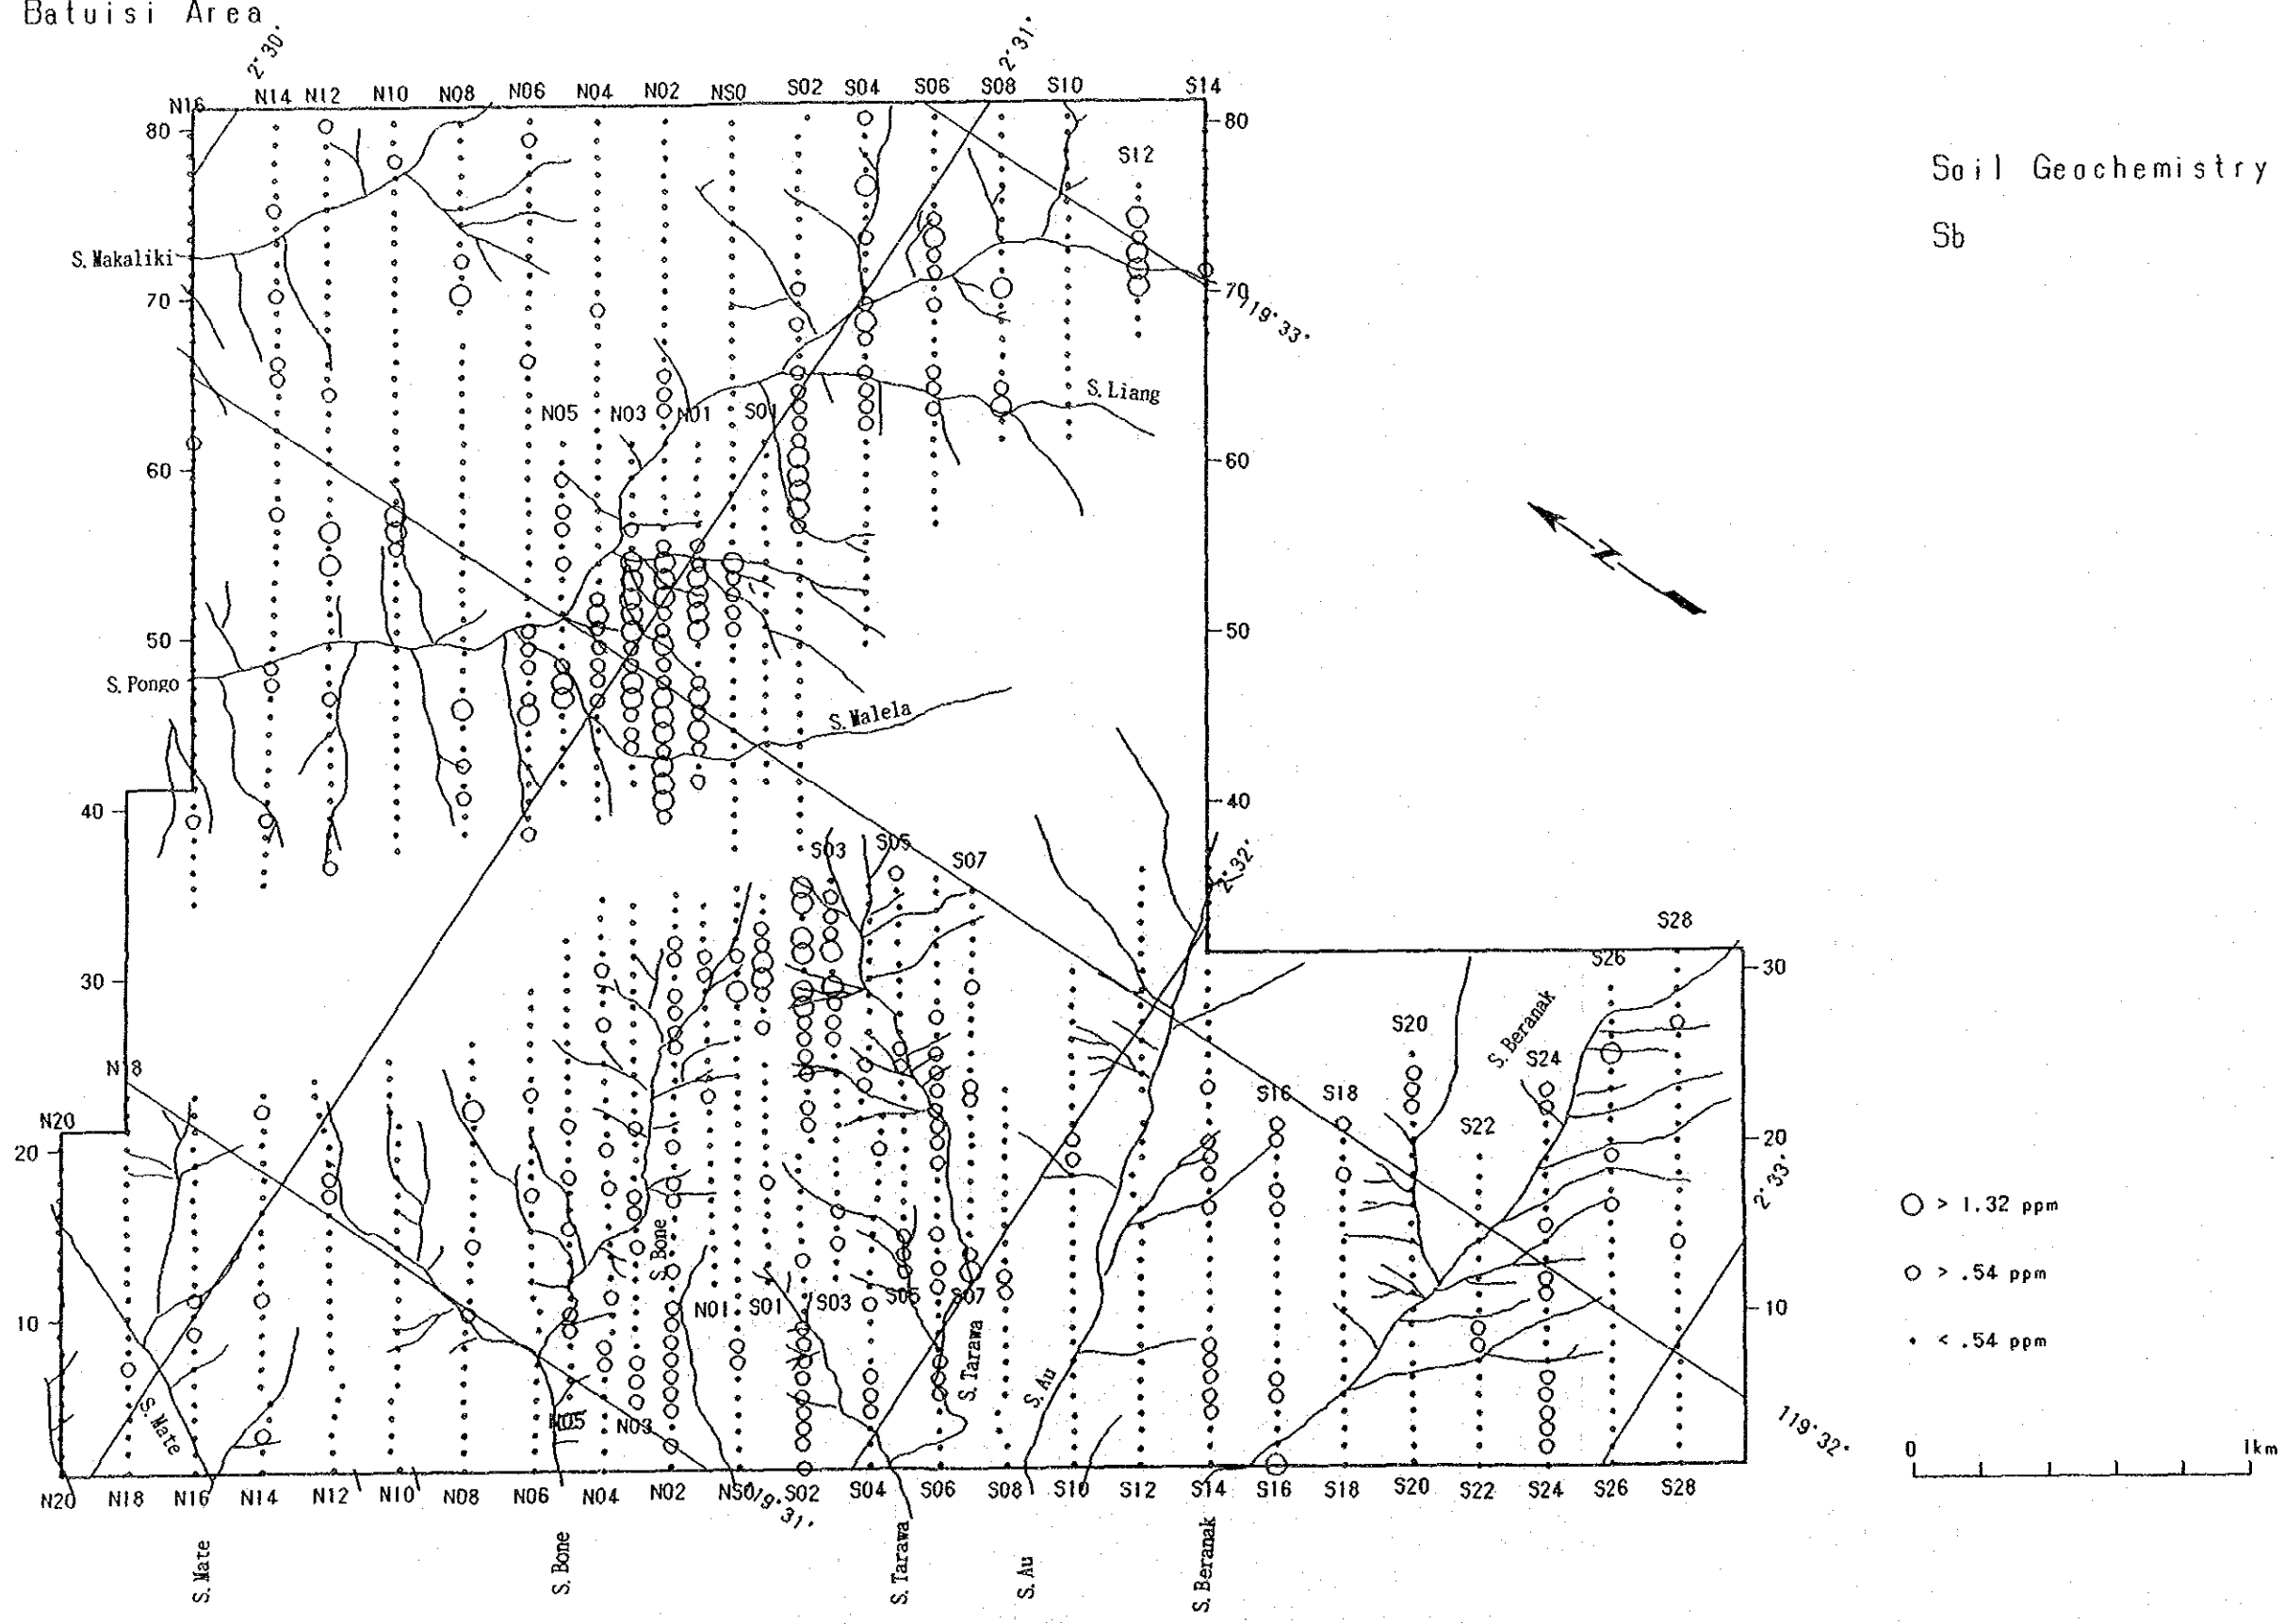 Batuisi Area
2°30'
2°31'
N16 N14 N12 N10 N08 N06 N04 N02 NS0 S02 S04 S06 S08 S10 S14
80
80
S12
Soil Geochemistry
Sb
S. Makaliki
70
70
119°33'
S. Liang
N05 N03 N01 S01
60
60
N
50
50
S. Pongo
S. Malela
40
40
S03 S05 S07
2°32'
S28
S26
30
30
S. Beranak
S20
S24
N18
S16 S18
N20
S22
20
20
2°33'
> 1.32 ppm
S. Bone
> .54 ppm
N01 S01 S03 S05 S07
10
10
< .54 ppm
S. Tarawa
S. Au
S. Mate
N05 N03
119°32'
0 1km
N20 N18 N16 N14 N12 N10 N08 N06 N04 N02 NS0 S02 S04 S06 S08 S10 S12 S14 S16 S18 S20 S22 S24 S26 S28
119°31'
S. Mate
S. Bone
S. Tarawa
S. Au
S. Beranak